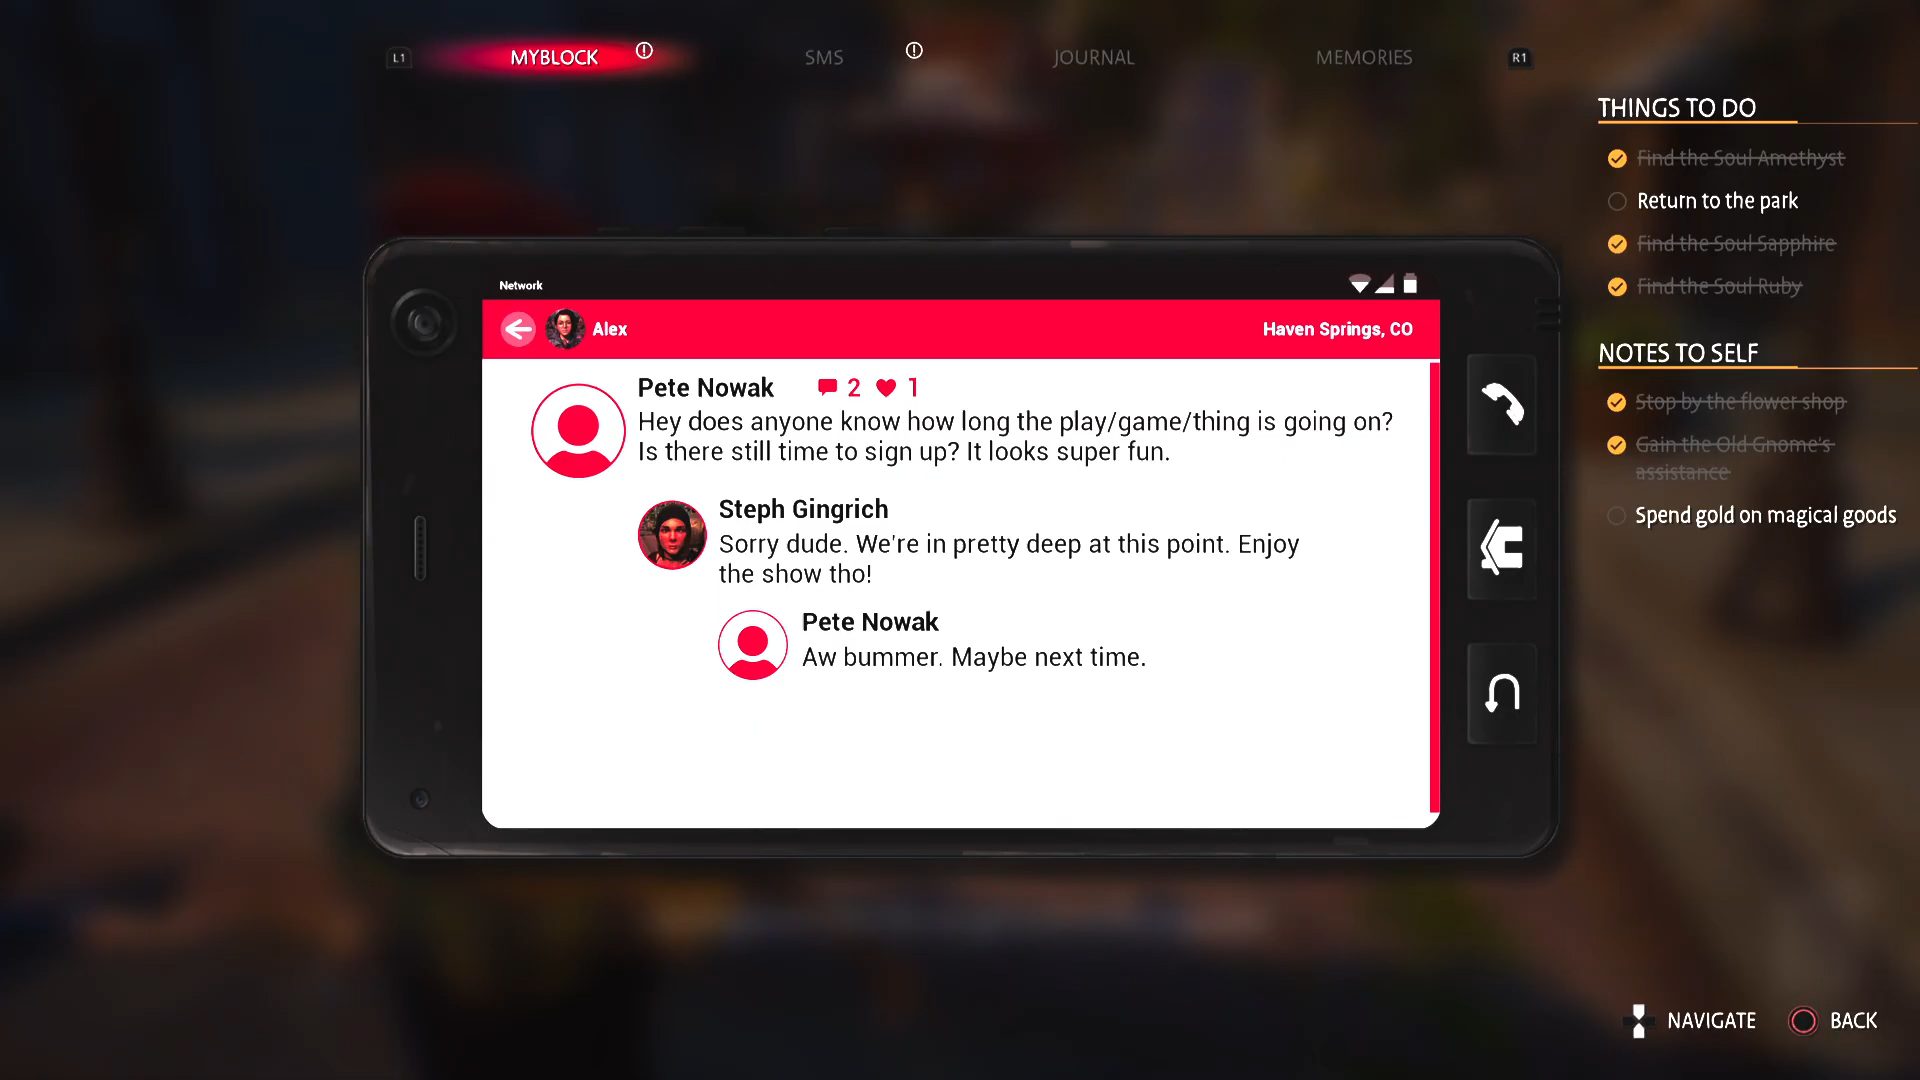 L1
MYBLOCK
SMS
JOURNAL
MEMORIES
R1
THINGS TO DO
Find the Soul Amethyst
Return to the park
Find the Soul Sapphire
Find the Soul Ruby
NOTES TO SELF
Stop by the flower shop
Gain the Old Gnome's
assistance
Spend gold on magical goods
Network
Alex
Haven Springs, CO
Pete Nowak 2 1
Hey does anyone know how long the play/game/thing is going on?
Is there still time to sign up? It looks super fun.
Steph Gingrich
Sorry dude. We're in pretty deep at this point. Enjoy
the show tho!
Pete Nowak
Aw bummer. Maybe next time.
NAVIGATE
BACK